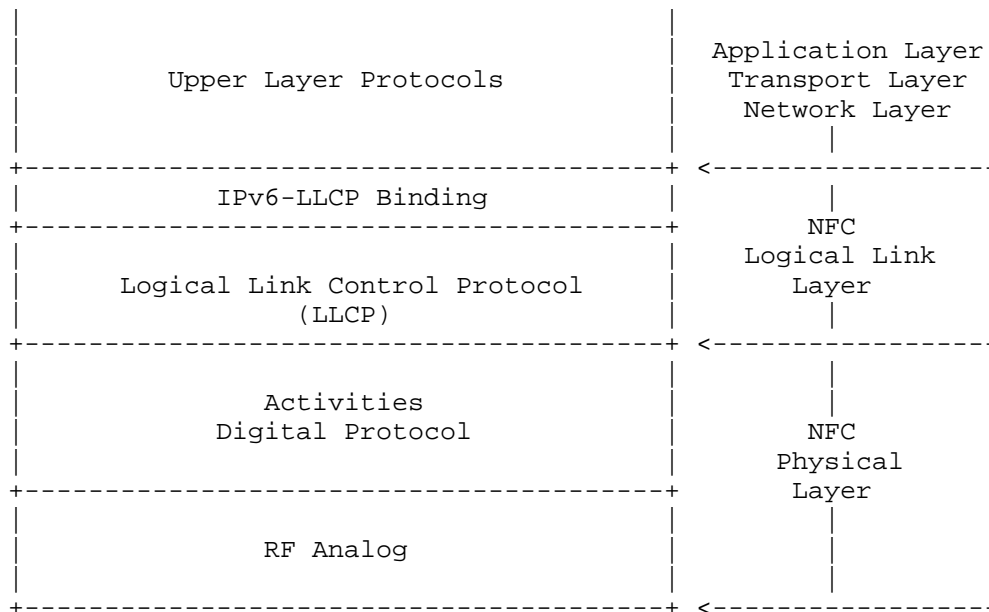 Application Layer
Upper Layer Protocols Transport Layer
Network Layer
IPv6-LLCP Binding
NFC
Logical Link
Logical Link Control Protocol Layer
(LLCP)
Activities
Digital Protocol NFC
Physical
Layer
RF Analog